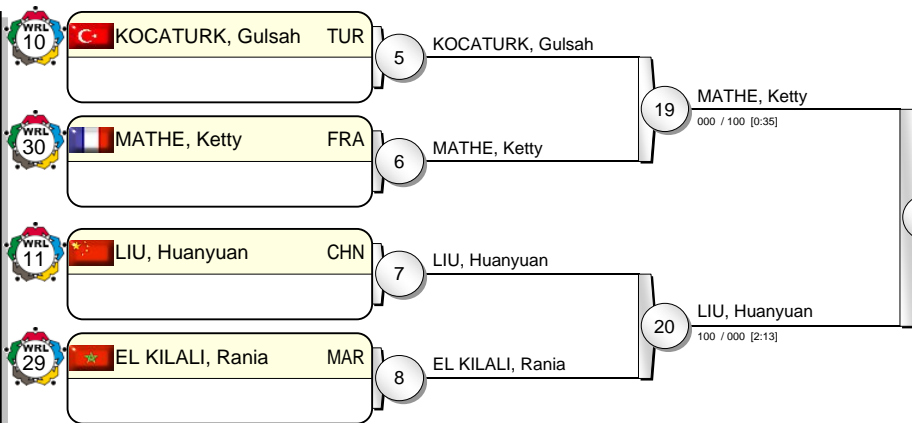 WRL
10
KOCATURK, Gulsah TUR
5
KOCATURK, Gulsah
19
MATHE, Ketty
000 / 100 [0:35]
WRL
30
MATHE, Ketty FRA
6
MATHE, Ketty
WRL
11
LIU, Huanyuan CHN
7
LIU, Huanyuan
20
LIU, Huanyuan
100 / 000 [2:13]
WRL
29
EL KILALI, Rania MAR
8
EL KILALI, Rania